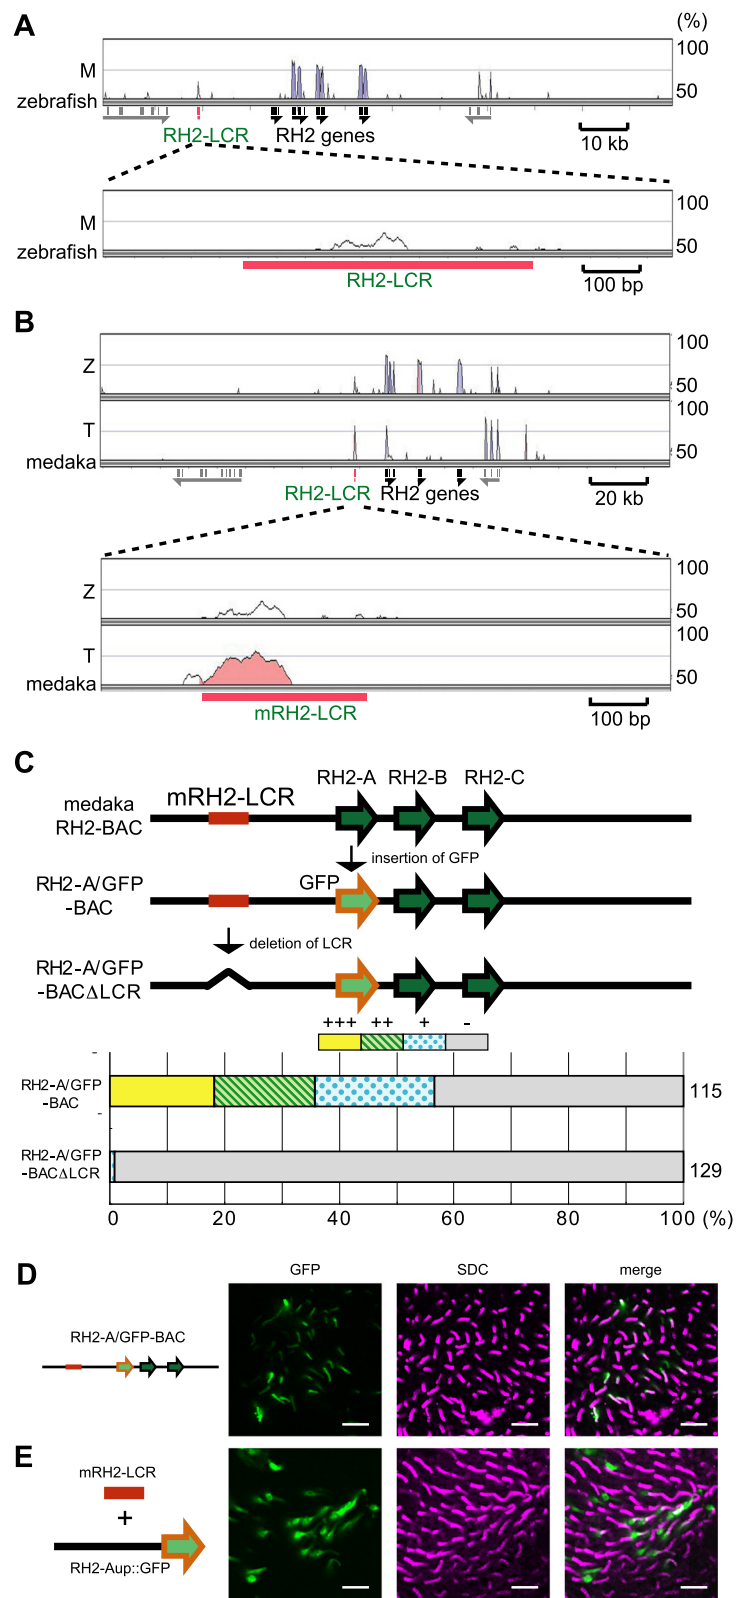 A
(%)
100
M
50
zebrafish
RH2-LCR
RH2 genes
10 kb
100
M
50
zebrafish
RH2-LCR
100 bp
B
100
Z
50
100
T
50
medaka
RH2-LCR
RH2 genes
20 kb
100
Z
50
100
T
50
medaka
mRH2-LCR
100 bp
C
RH2-A RH2-B RH2-C
medaka
RH2-BAC
mRH2-LCR
insertion of GFP
RH2-A/GFP
-BAC
GFP
deletion of LCR
RH2-A/GFP
-BACΔLCR
+++ ++ + -
RH2-A/GFP
-BAC
115
RH2-A/GFP
-BACΔLCR
129
0 20 40 60 80 100 (%)
D
GFP SDC merge
RH2-A/GFP-BAC
E
mRH2-LCR
+
RH2-Aup::GFP